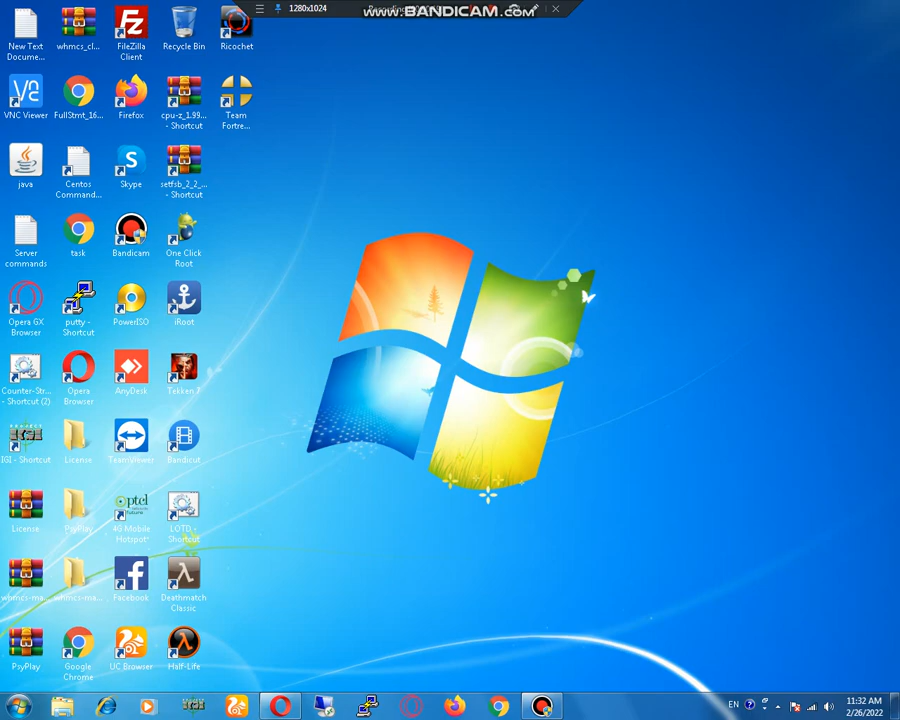 1280x1024
www.BANDICAM.com
New Text
Docume...
whmcs_cl...
FileZilla
Client
Recycle Bin
Ricochet
VNC Viewer
FullStmt_16...
Firefox
cpu-z_1.99...
- Shortcut
Team
Fortre...
java
Centos
Command...
Skype
setfsb_2_2_...
- Shortcut
Server
commands
task
Bandicam
One Click
Root
Opera GX
Browser
putty -
Shortcut
PowerISO
iRoot
Counter-Str...
- Shortcut (2)
Opera
Browser
AnyDesk
Tekken 7
IGI - Shortcut
License
TeamViewer
Bandicut
License
PsyPlay
ptcl
4G Mobile
Hotspot
LOTD -
Shortcut
whmcs-ma...
whmcs-ma...
Facebook
Deathmatch
Classic
PsyPlay
Google
Chrome
UC Browser
Half-Life
EN
11:32 AM
2/26/2022